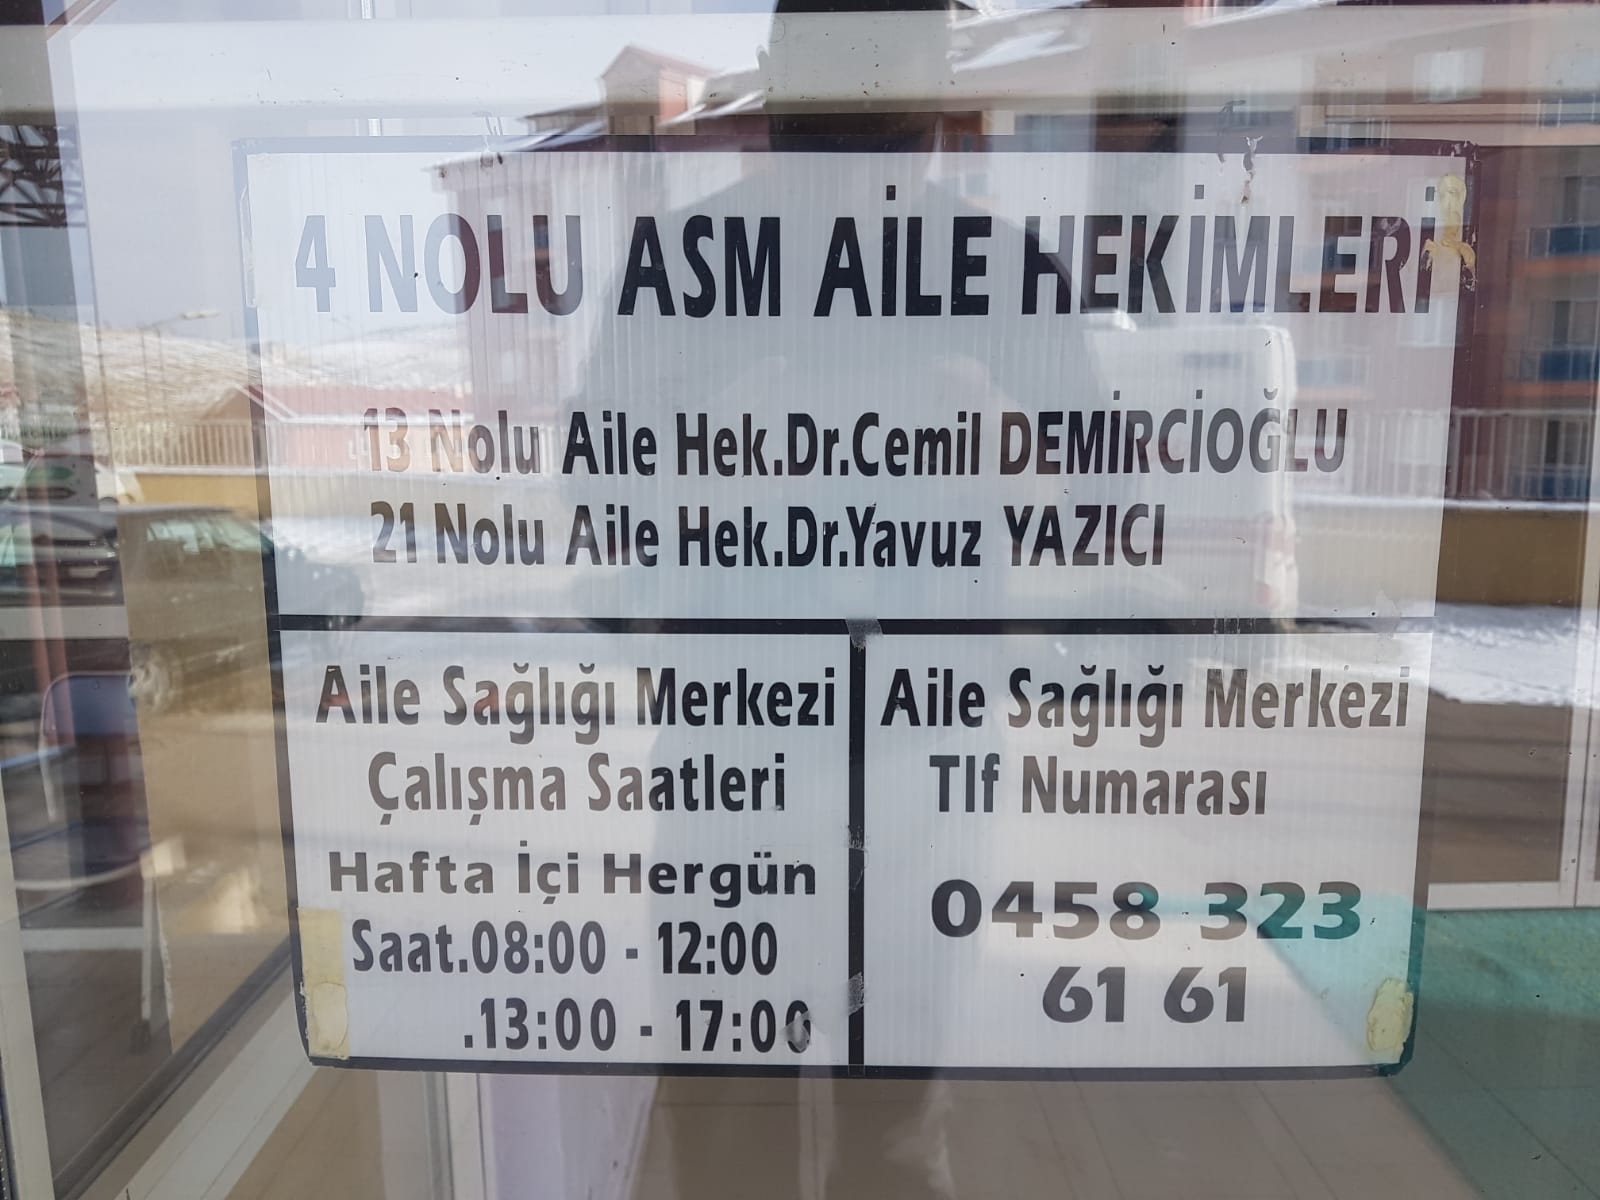 4 NOLU ASM AİLE HEKİMLERİ
13 Nolu Aile Hek.Dr.Cemil DEMİRCİOĞLU
21 Nolu Aile Hek.Dr.Yavuz YAZICI
Aile Sağlığı Merkezi
Çalışma Saatleri
Hafta İçi Hergün
Saat.08:00 - 12:00
.13:00 - 17:00
Aile Sağlığı Merkezi
Tlf Numarası
0458 323
61 61